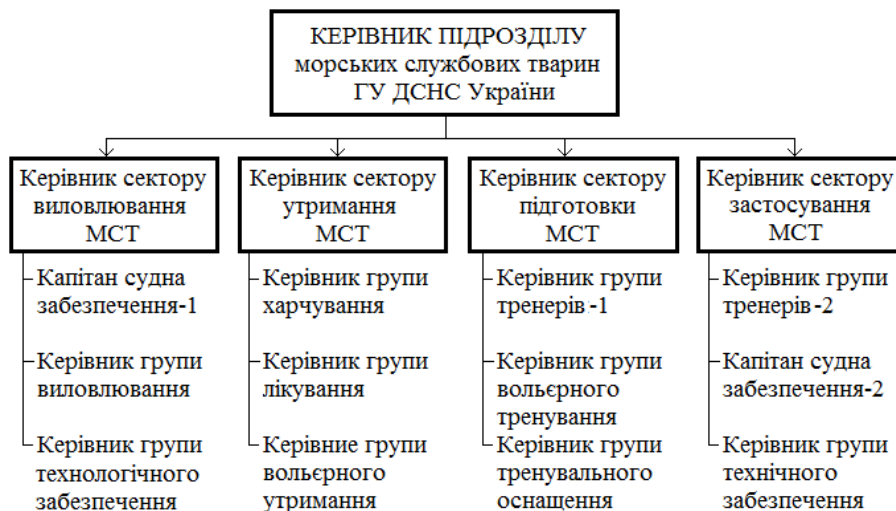 КЕРІВНИК ПІДРОЗДІЛУ
морських службових тварин
ГУ ДСНС України
Керівник сектору
виловлювання
МСТ
Капітан судна
забезпечення-1
Керівник групи
виловлювання
Керівник групи
технологічного
забезпечення
Керівник сектору
утримання
МСТ
Керівник групи
харчування
Керівник групи
лікування
Керівние групи
вольєрного
утримання
Керівник сектору
підготовки
МСТ
Керівник групи
тренерів-1
Керівник групи
вольєрного
тренування
Керівник групи
тренувального
оснащення
Керівник сектору
застосування
МСТ
Керівник групи
тренерів-2
Капітан судна
забезпечення-2
Керівник групи
технічного
забезпечення